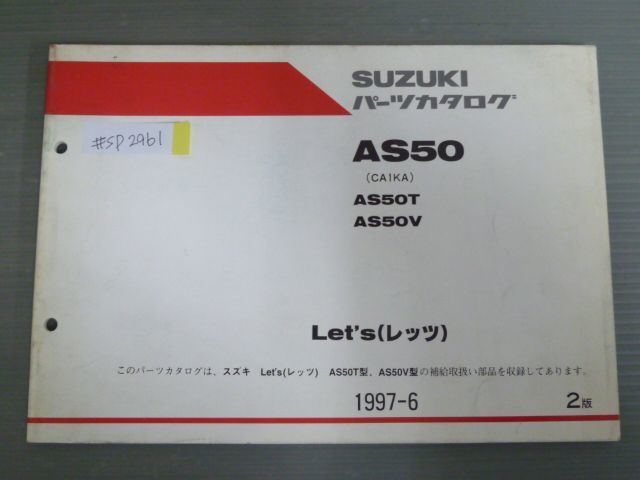 SUZUKI
パーツカタログ
#SP2961
AS50
(CA1KA)
AS50T
AS50V
Let's(レッツ)
このパーツカタログは、スズキ Let's(レッツ) AS50T型、AS50V型の補給取扱い部品を収録してあります。
1997-6
2版